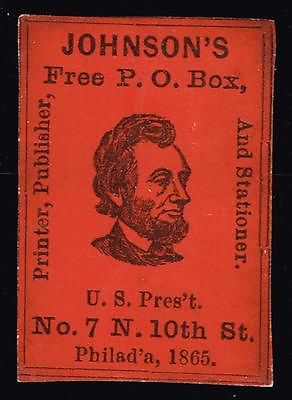 JOHNSON'S
Free P. O. Box,
Printer, Publisher,
And Stationer.
U. S. Pres't.
No. 7 N. 10th St.
Philad'a, 1865.